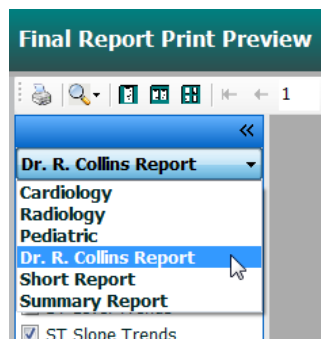 Final Report Print Preview
1
Dr. R. Collins Report
Cardiology
Radiology
Pediatric
Dr. R. Collins Report
Short Report
Summary Report
ST Slope Trends